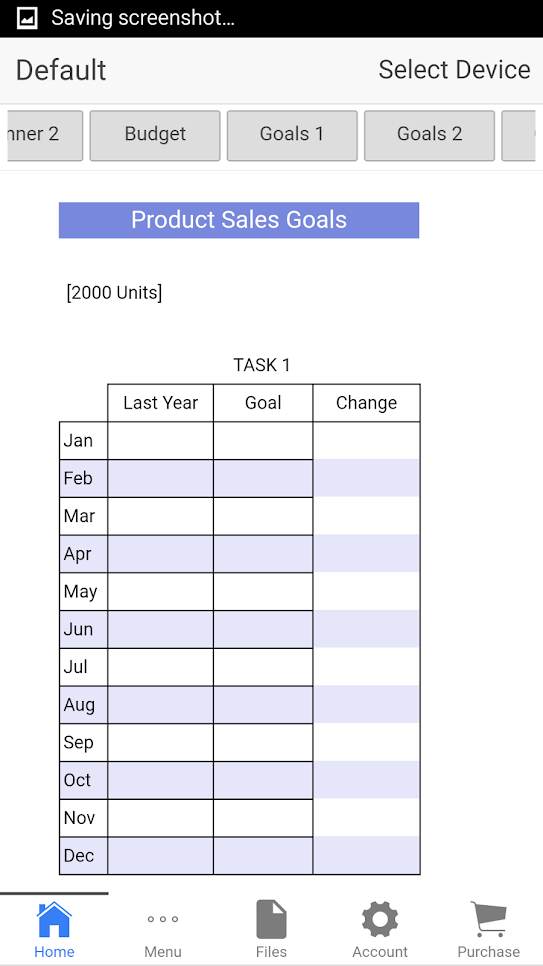 Saving screenshot...
Default Select Device
nner 2 Budget Goals 1 Goals 2
Product Sales Goals
[2000 Units]
TASK 1
Last Year Goal Change
Jan
Feb
Mar
Apr
May
Jun
Jul
Aug
Sep
Oct
Nov
Dec
Home Menu Files Account Purchase